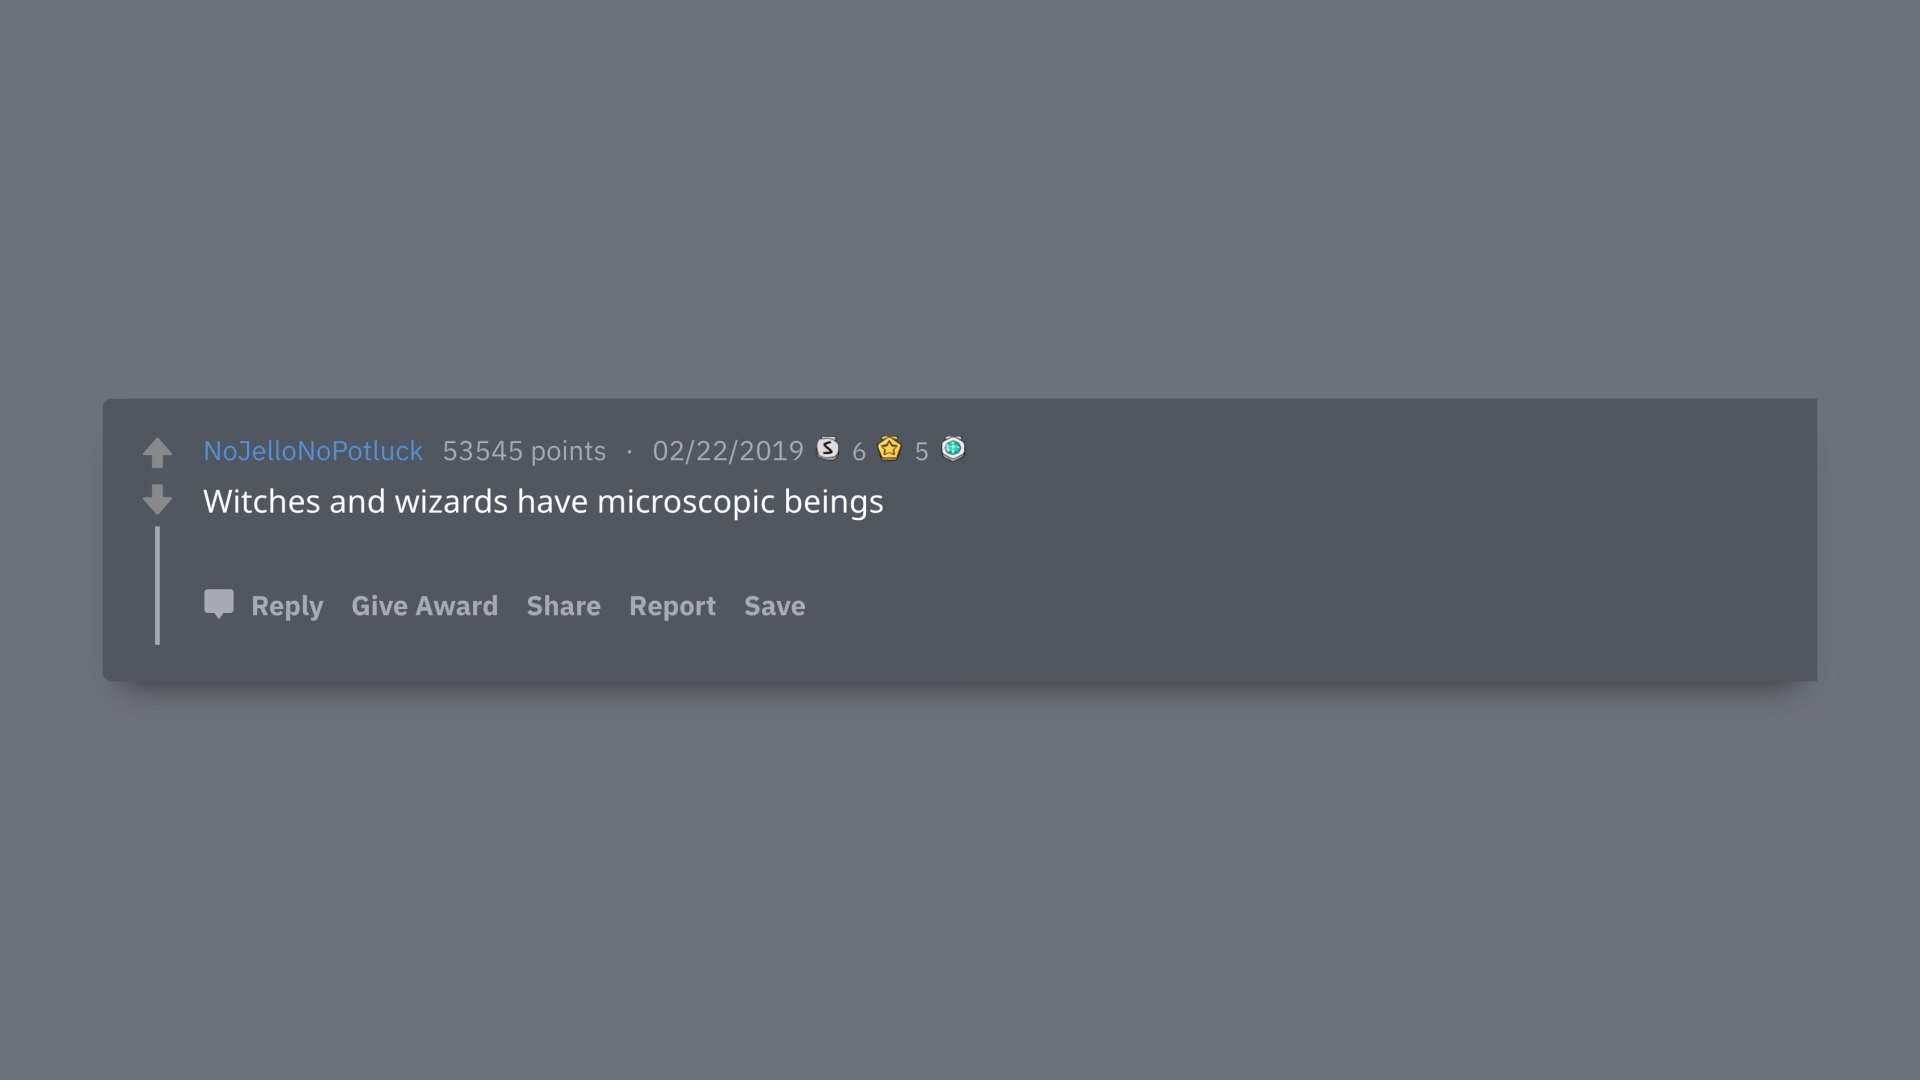 NoJelloNoPotluck 53545 points · 02/22/2019 S 6 5
Witches and wizards have microscopic beings
Reply Give Award Share Report Save